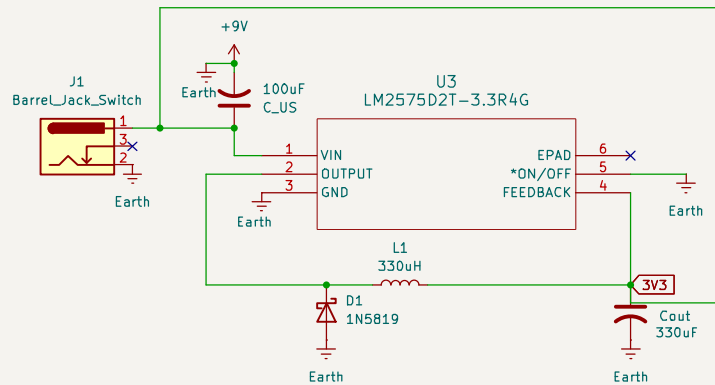 +9V
J1
Barrel_Jack_Switch
1
3
2
Earth
Earth
100uF
C_US
U3
LM2575D2T-3.3R4G
1
VIN
2
OUTPUT
3
GND
Earth
EPAD
6
*ON/OFF
5
FEEDBACK
4
Earth
L1
330uH
3V3
D1
1N5819
Earth
Cout
330uF
Earth